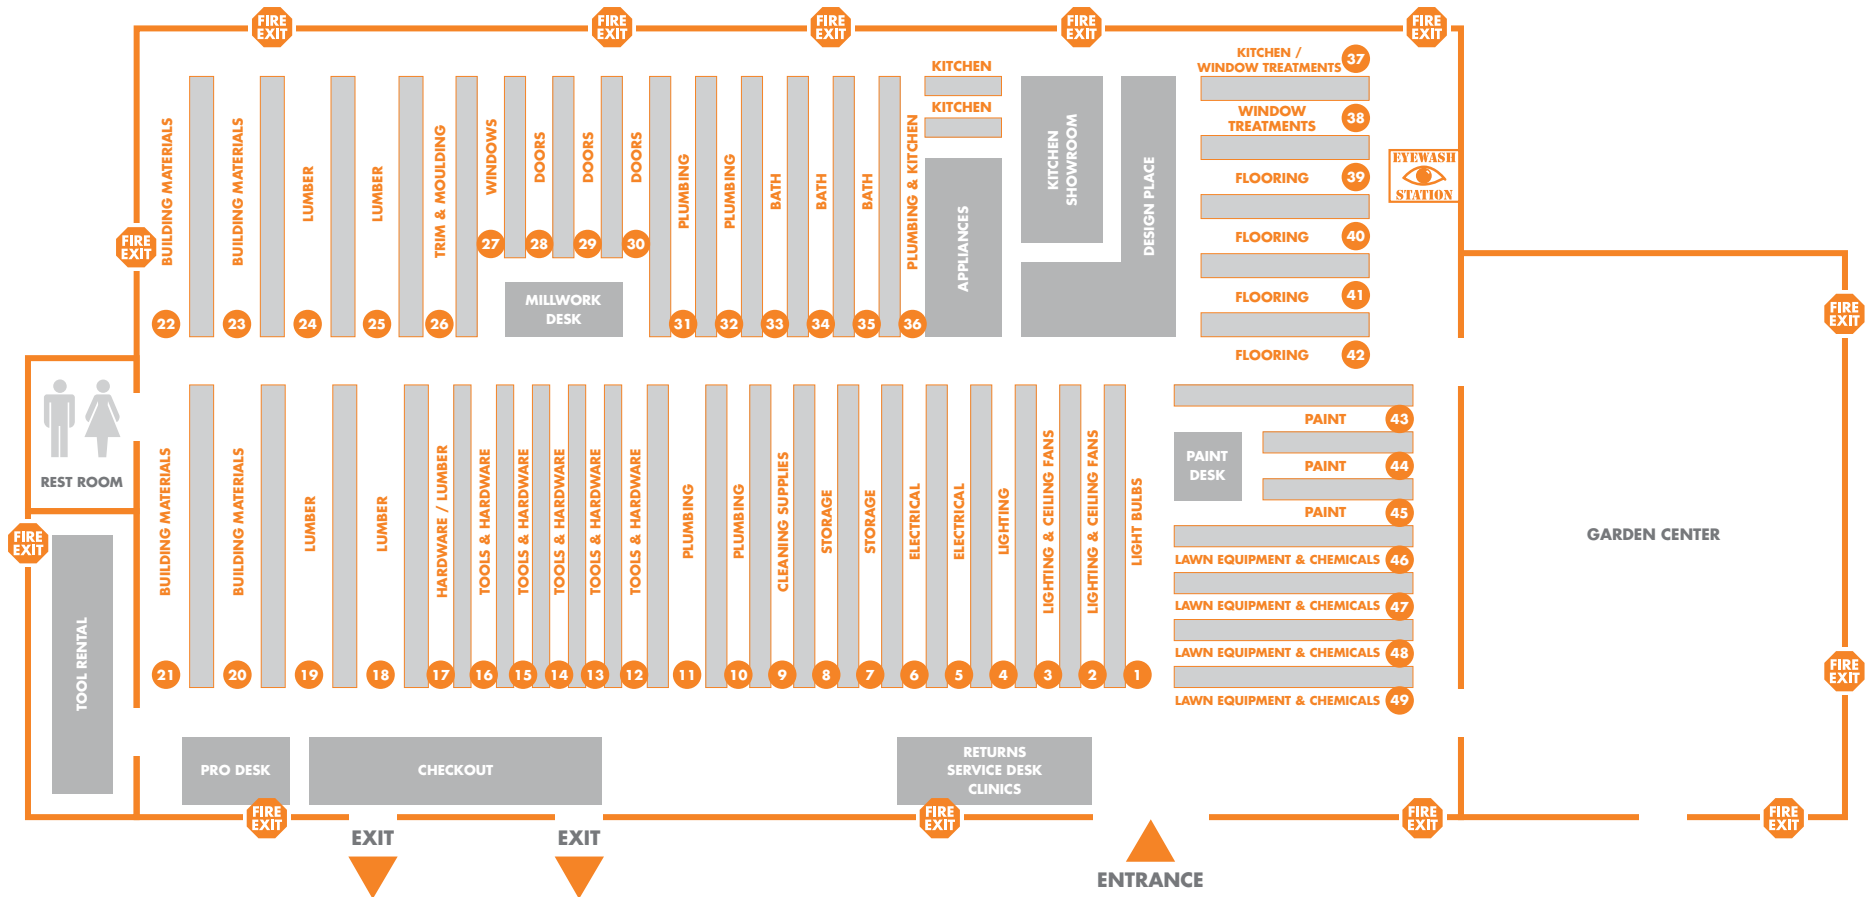 FIRE
EXIT
FIRE
EXIT
FIRE
EXIT
FIRE
EXIT
FIRE
EXIT
KITCHEN /
WINDOW TREATMENTS
37
KITCHEN
KITCHEN
WINDOW
TREATMENTS
38
EYEWASH
STATION
FLOORING
39
FLOORING
40
FLOORING
41
FLOORING
42
FIRE
EXIT
BUILDING MATERIALS
22
BUILDING MATERIALS
23
LUMBER
24
LUMBER
25
TRIM & MOULDING
26
WINDOWS
27
DOORS
28
DOORS
29
DOORS
30
MILLWORK
DESK
PLUMBING
31
PLUMBING
32
BATH
33
BATH
34
BATH
35
PLUMBING & KITCHEN
36
APPLIANCES
KITCHEN
SHOWROOM
DESIGN PLACE
FIRE
EXIT
REST ROOM
FIRE
EXIT
TOOL RENTAL
BUILDING MATERIALS
21
BUILDING MATERIALS
20
LUMBER
19
LUMBER
18
HARDWARE / LUMBER
17
TOOLS & HARDWARE
16
TOOLS & HARDWARE
15
TOOLS & HARDWARE
14
TOOLS & HARDWARE
13
TOOLS & HARDWARE
12
PLUMBING
11
PLUMBING
10
CLEANING SUPPLIES
9
STORAGE
8
STORAGE
7
ELECTRICAL
6
ELECTRICAL
5
LIGHTING
4
LIGHTING & CEILING FANS
3
LIGHTING & CEILING FANS
2
LIGHT BULBS
1
PAINT
DESK
PAINT
43
PAINT
44
PAINT
45
LAWN EQUIPMENT & CHEMICALS
46
LAWN EQUIPMENT & CHEMICALS
47
LAWN EQUIPMENT & CHEMICALS
48
LAWN EQUIPMENT & CHEMICALS
49
GARDEN CENTER
FIRE
EXIT
PRO DESK
CHECKOUT
RETURNS
SERVICE DESK
CLINICS
FIRE
EXIT
FIRE
EXIT
FIRE
EXIT
FIRE
EXIT
EXIT
EXIT
ENTRANCE